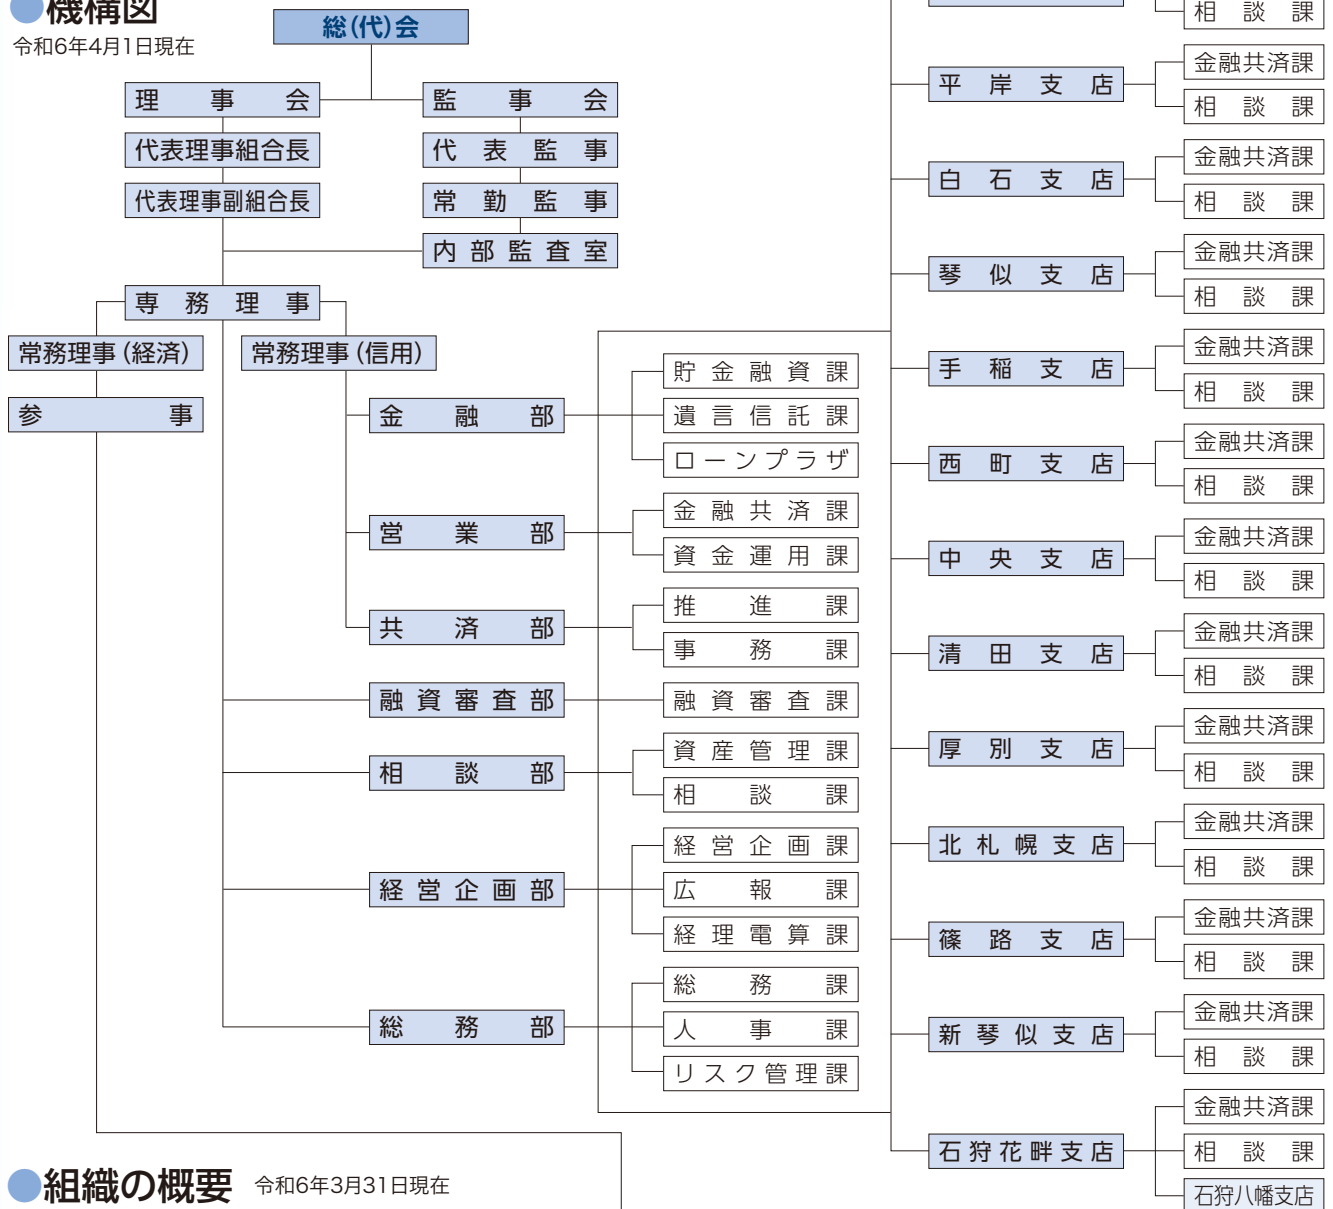 ●機構図
令和6年4月1日現在
総(代)会
理事会
監事会
代表理事組合長
代表監事
代表理事副組合長
常勤監事
内部監査室
専務理事
常務理事(経済)
常務理事(信用)
参事
金融部
貯金融資課
遺言信託課
ローンプラザ
営業部
金融共済課
資金運用課
共済部
推進課
事務課
融資審査部
融資審査課
相談部
資産管理課
相談課
経営企画部
経営企画課
広報課
経理電算課
総務部
総務課
人事課
リスク管理課
相談課
平岸支店
金融共済課
相談課
白石支店
金融共済課
相談課
琴似支店
金融共済課
相談課
手稲支店
金融共済課
相談課
西町支店
金融共済課
相談課
中央支店
金融共済課
相談課
清田支店
金融共済課
相談課
厚別支店
金融共済課
相談課
北札幌支店
金融共済課
相談課
篠路支店
金融共済課
相談課
新琴似支店
金融共済課
相談課
石狩花畔支店
金融共済課
相談課
石狩八幡支店
●組織の概要 令和6年3月31日現在